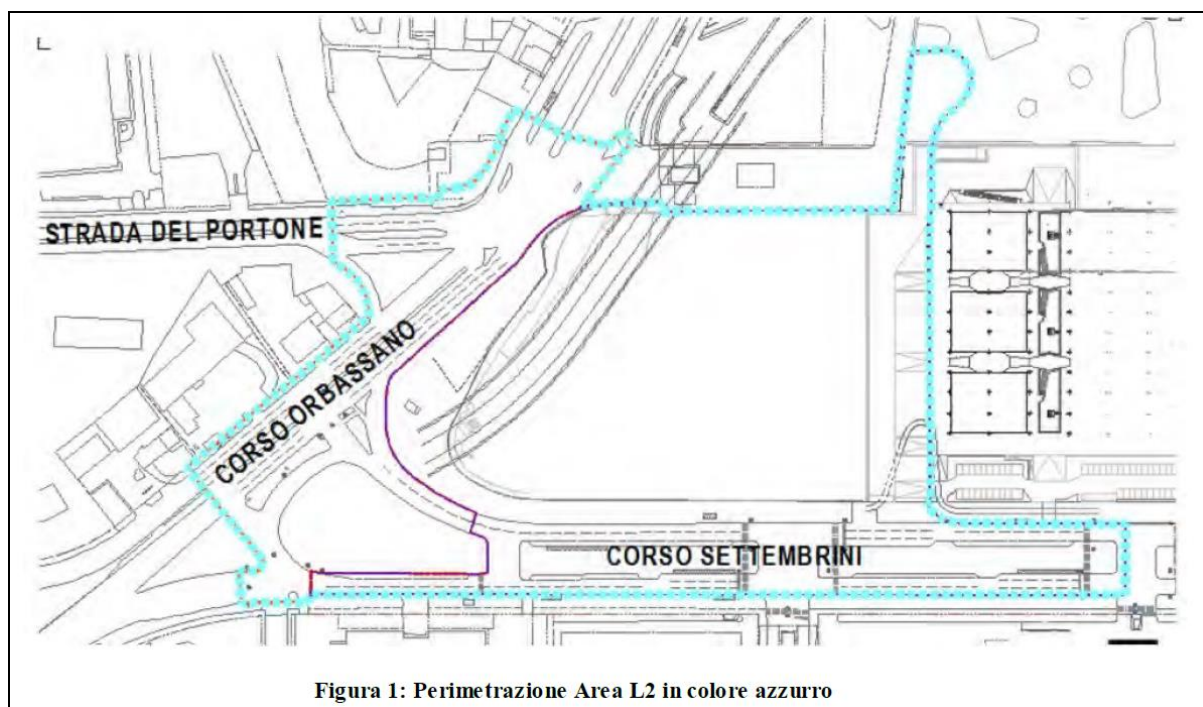 STRADA DEL PORTONE
CORSO ORBASSANO
CORSO SETTEMBRINI
Figura 1: Perimetrazione Area L2 in colore azzurro